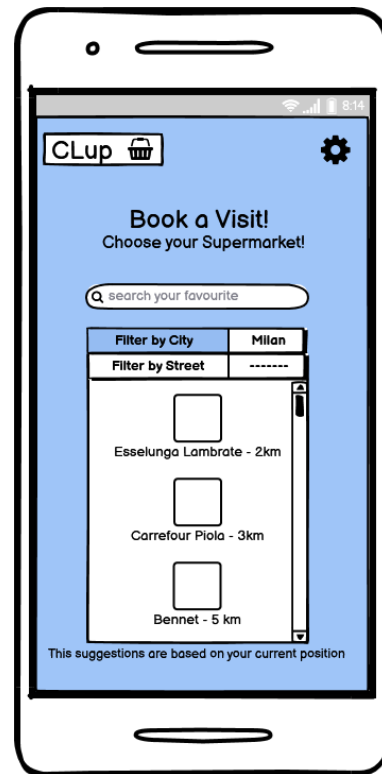 8:14
CLup
Book a Visit!
Choose your Supermarket!
search your favourite
Filter by City Milan
Filter by Street -------
Esselunga Lambrate - 2km
Carrefour Piola - 3km
Bennet - 5 km
This suggestions are based on your current position